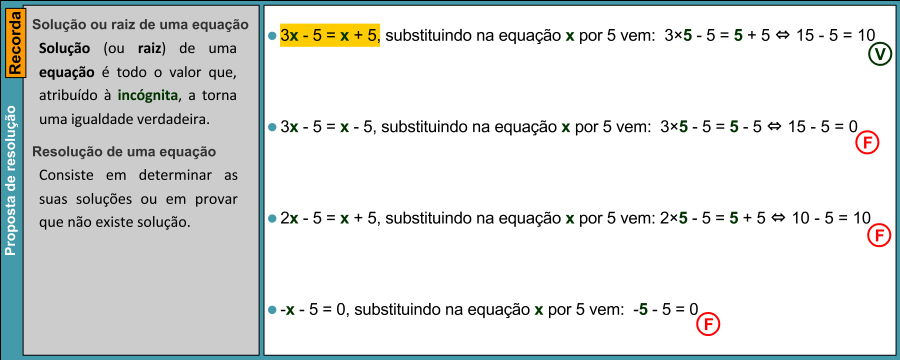 Recorda
Proposta de resolução
Solução ou raiz de uma equação
Solução (ou raiz) de uma
equação é todo o valor que,
atribuído à incógnita, a torna
uma igualdade verdadeira.
Resolução de uma equação
Consiste em determinar as
suas soluções ou em provar
que não existe solução.
3x - 5 = x + 5, substituindo na equação x por 5 vem: 3×5 - 5 = 5 + 5 ⇔ 15 - 5 = 10
V
3x - 5 = x - 5, substituindo na equação x por 5 vem: 3×5 - 5 = 5 - 5 ⇔ 15 - 5 = 0
F
2x - 5 = x + 5, substituindo na equação x por 5 vem: 2×5 - 5 = 5 + 5 ⇔ 10 - 5 = 10
F
-x - 5 = 0, substituindo na equação x por 5 vem: -5 - 5 = 0
F